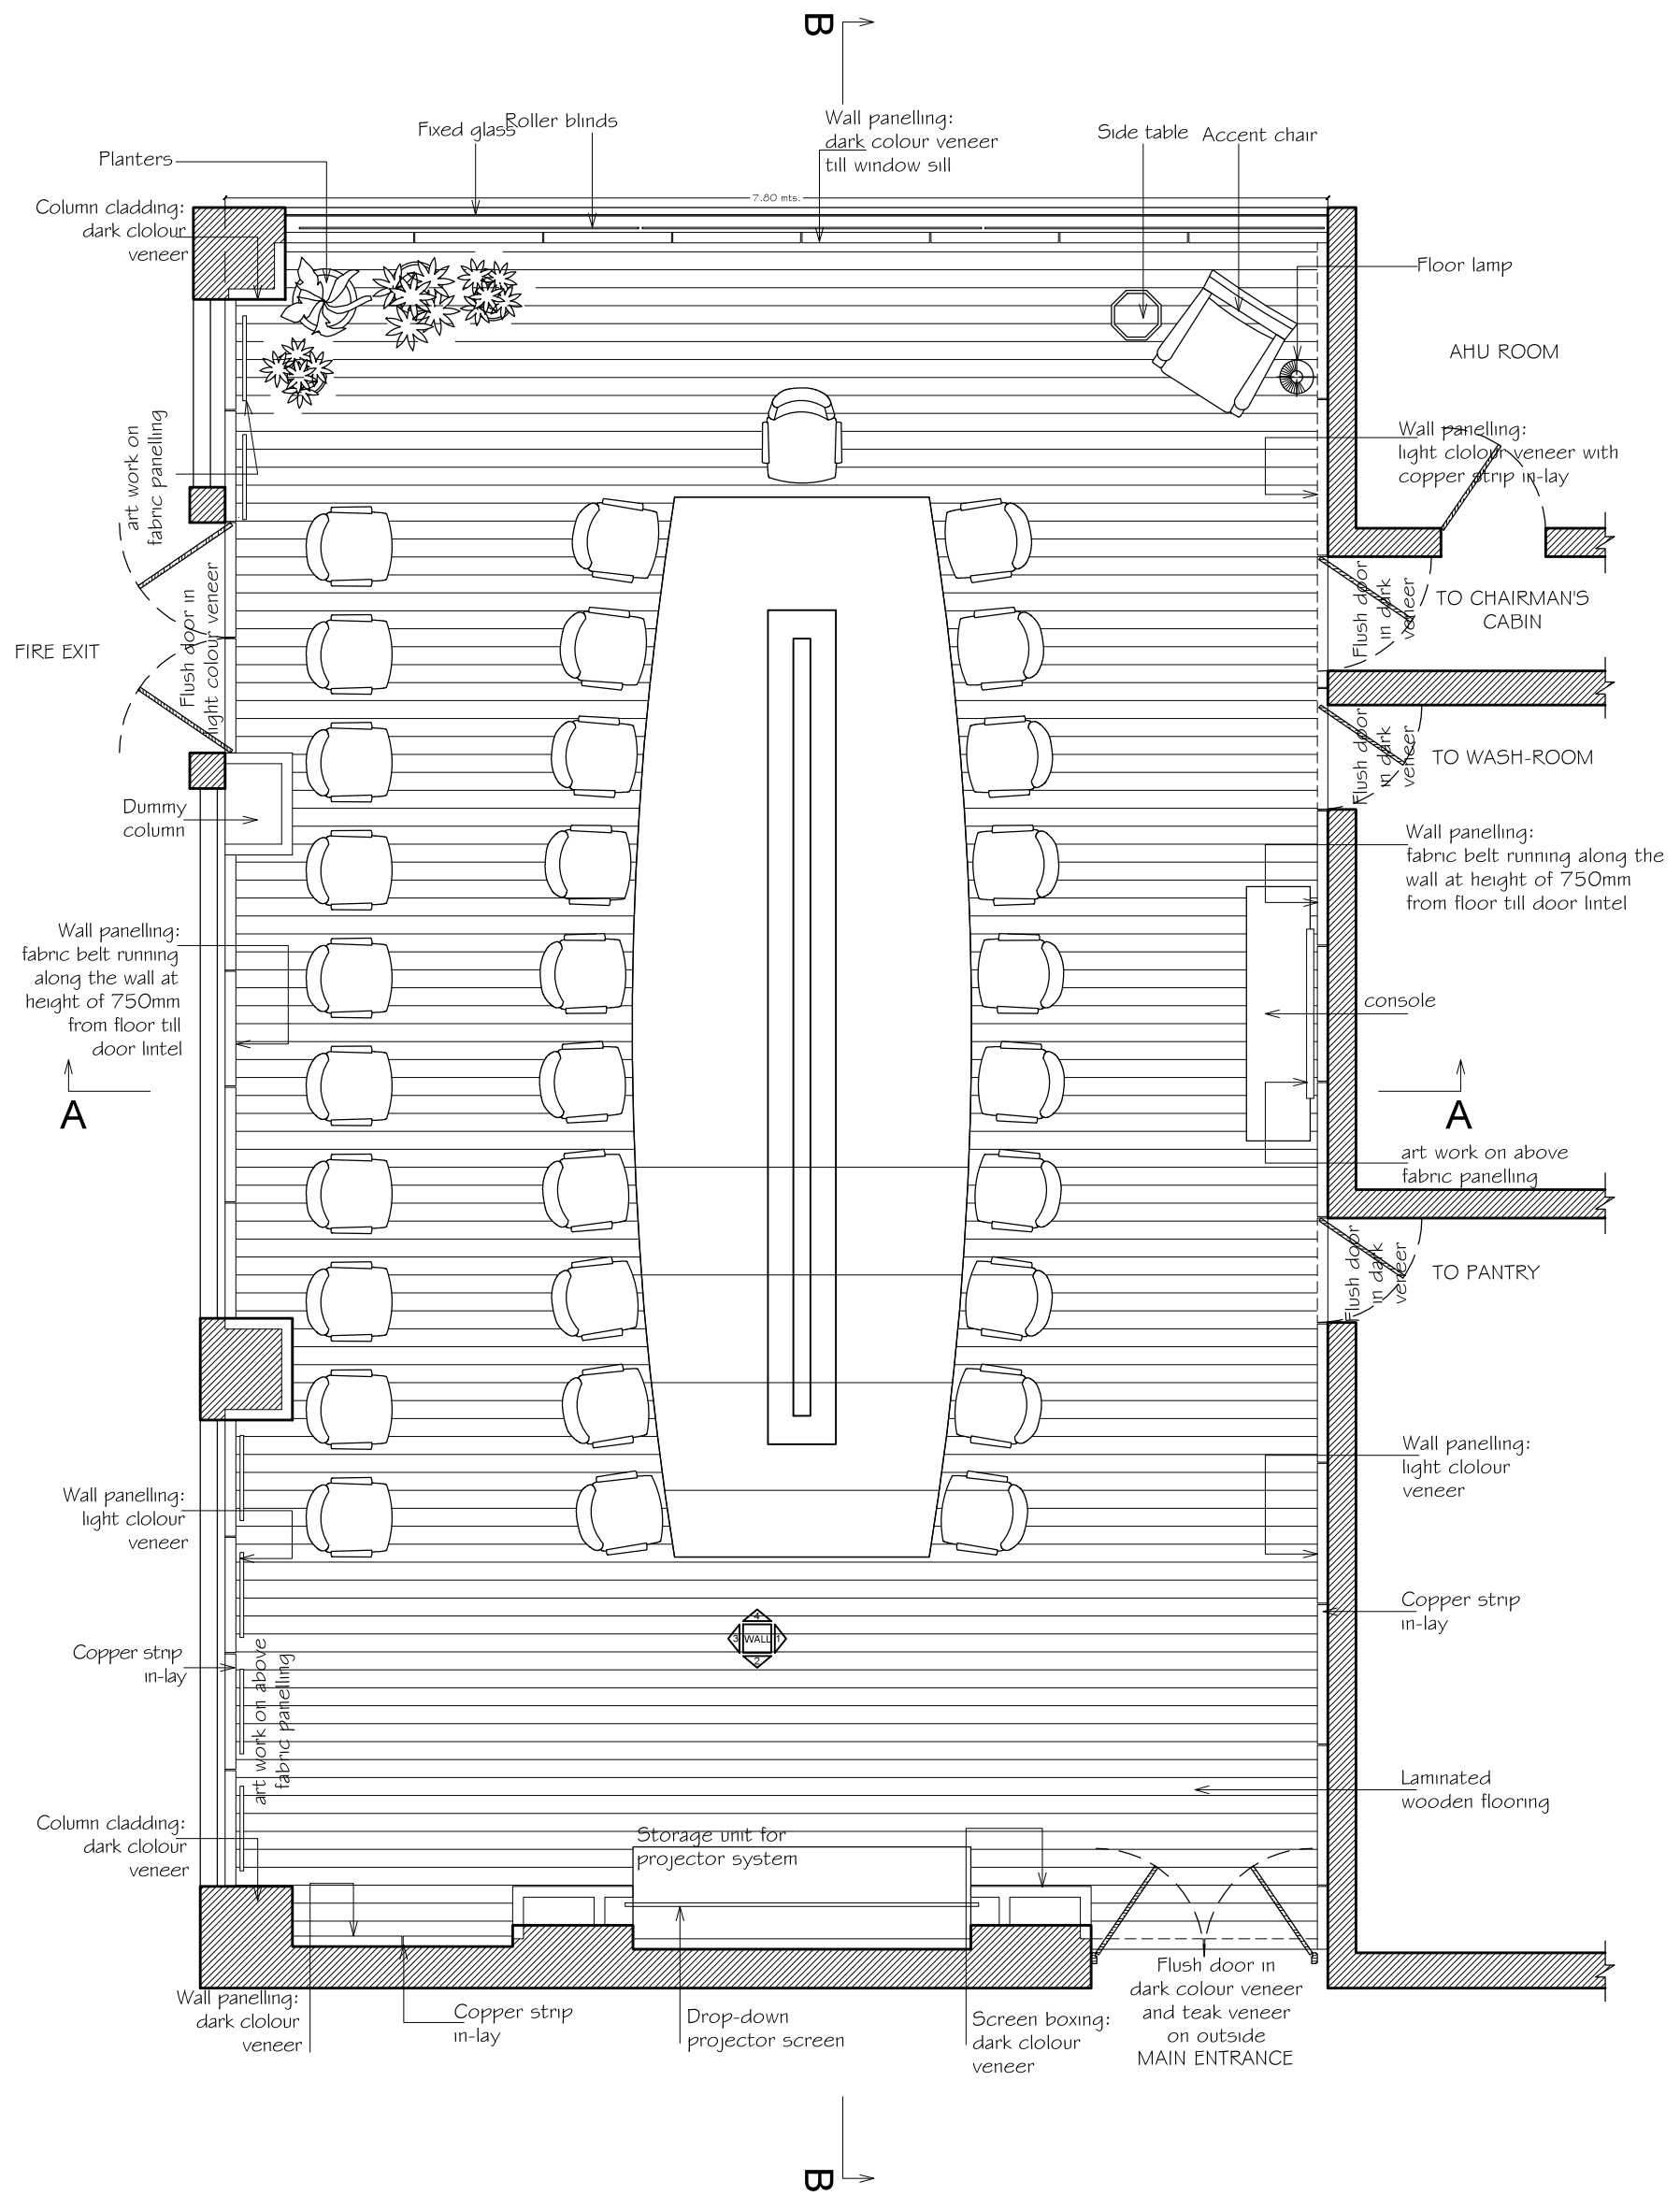 B
Fixed glass
Roller blinds
Wall panelling:
dark colour veneer
till window sill
Side table
Accent chair
Planters
7.80 mts.
Column cladding:
dark clolour
veneer
Floor lamp
AHU ROOM
art work on
fabric panelling
Wall panelling:
light clolour veneer with
copper strip in-lay
Flush door in
light colour veneer
FIRE EXIT
Flush door
in dark
veneer
TO CHAIRMAN'S
CABIN
Flush door
in dark
veneer
TO WASH-ROOM
Dummy
column
Wall panelling:
fabric belt running along the
wall at height of 750mm
from floor till door lintel
Wall panelling:
fabric belt running
along the wall at
height of 750mm
from floor till
door lintel
console
A
A
art work on above
fabric panelling
Flush door
in dark
veneer
TO PANTRY
Wall panelling:
light clolour
veneer
Wall panelling:
light clolour
veneer
Copper strip
in-lay
4
3
WALL
1
2
Copper strip
in-lay
art work on above
fabric panelling
Laminated
wooden flooring
Column cladding:
dark clolour
veneer
Storage unit for
projector system
Wall panelling:
dark clolour
veneer
Copper strip
in-lay
Drop-down
projector screen
Screen boxing:
dark clolour
veneer
Flush door in
dark colour veneer
and teak veneer
on outside
MAIN ENTRANCE
B